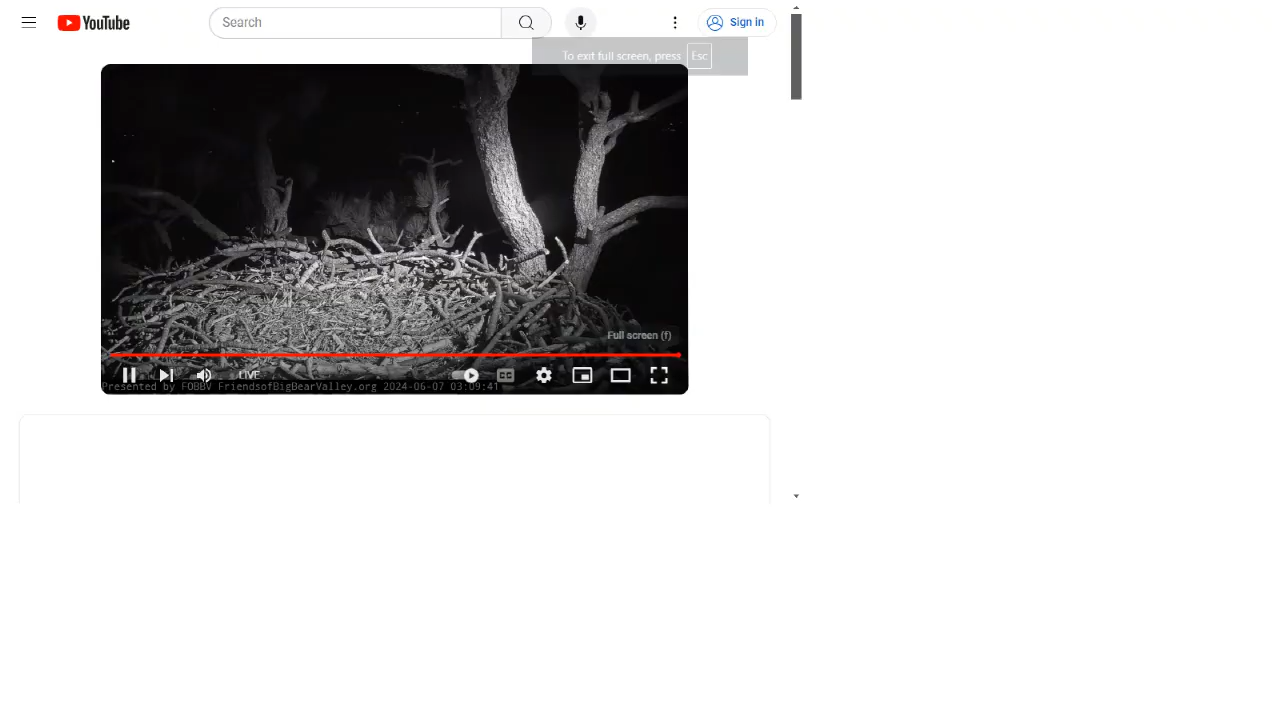 YouTube
Search
Sign in
To exit full screen, press Esc
Full screen (f)
LIVE
CC
Presented by FOBBV FriendsofBigBearValley.org 2024-06-07 03:09:41